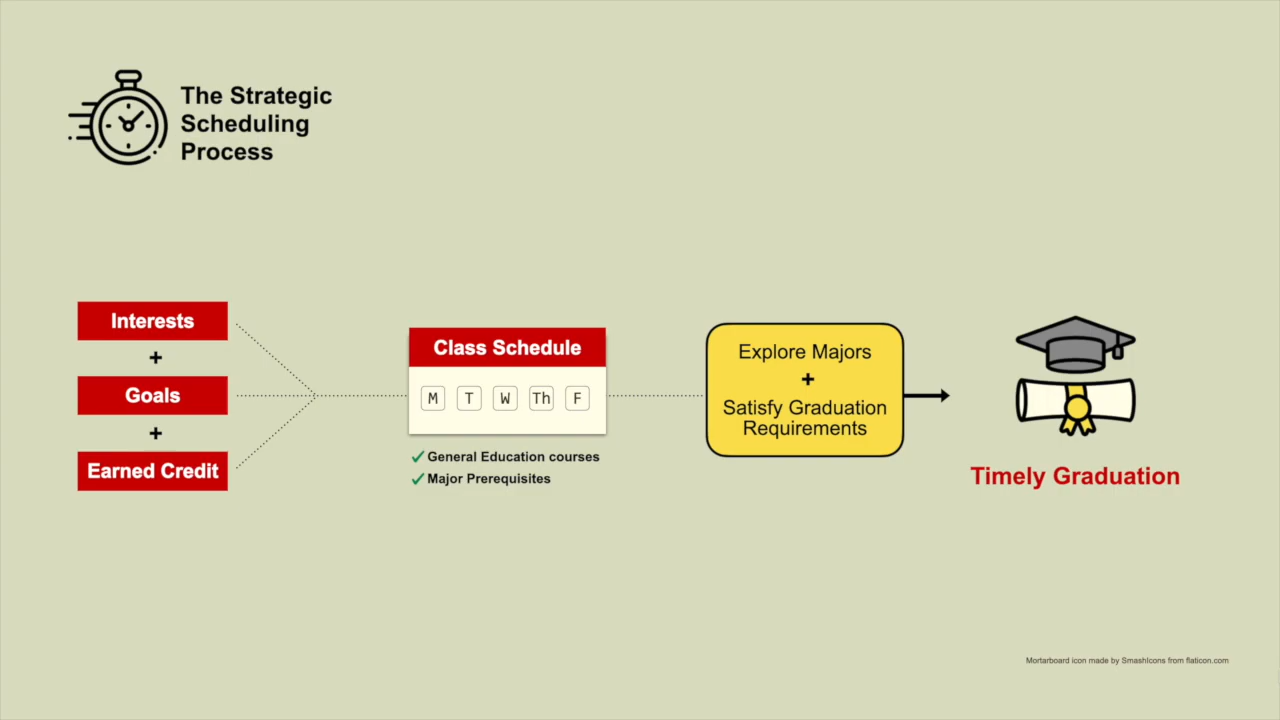 The Strategic
Scheduling
Process
Interests
+
Goals
+
Earned Credit
Class Schedule
M T W Th F
General Education courses
Major Prerequisites
Explore Majors
+
Satisfy Graduation
Requirements
Timely Graduation
Mortarboard icon made by SmashIcons from flaticon.com